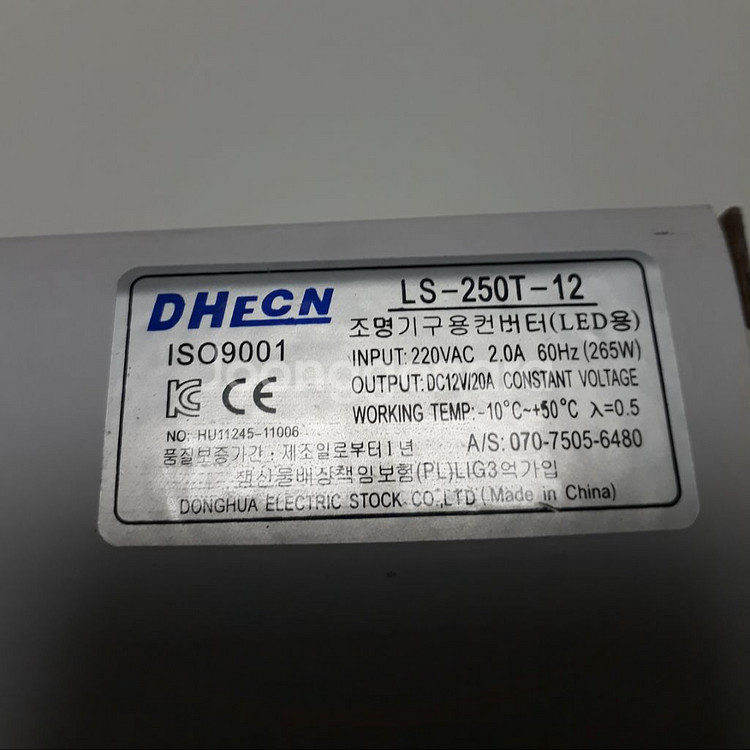 DHECN
LS-250T-12
ISO9001
조명기구용컨버터(LED용)
INPUT: 220VAC 2.0A 60Hz (265W)
OUTPUT: DC12V/20A CONSTANT VOLTAGE
WORKING TEMP: -10°C~+50°C λ=0.5
CE
NO: HU11245-11006
품질보증기간: 제조일로부터1년
A/S: 070-7505-6480
생산물배상책임보험(PL)LIG3억가입
DONGHUA ELECTRIC STOCK CO.,LTD (Made in China)